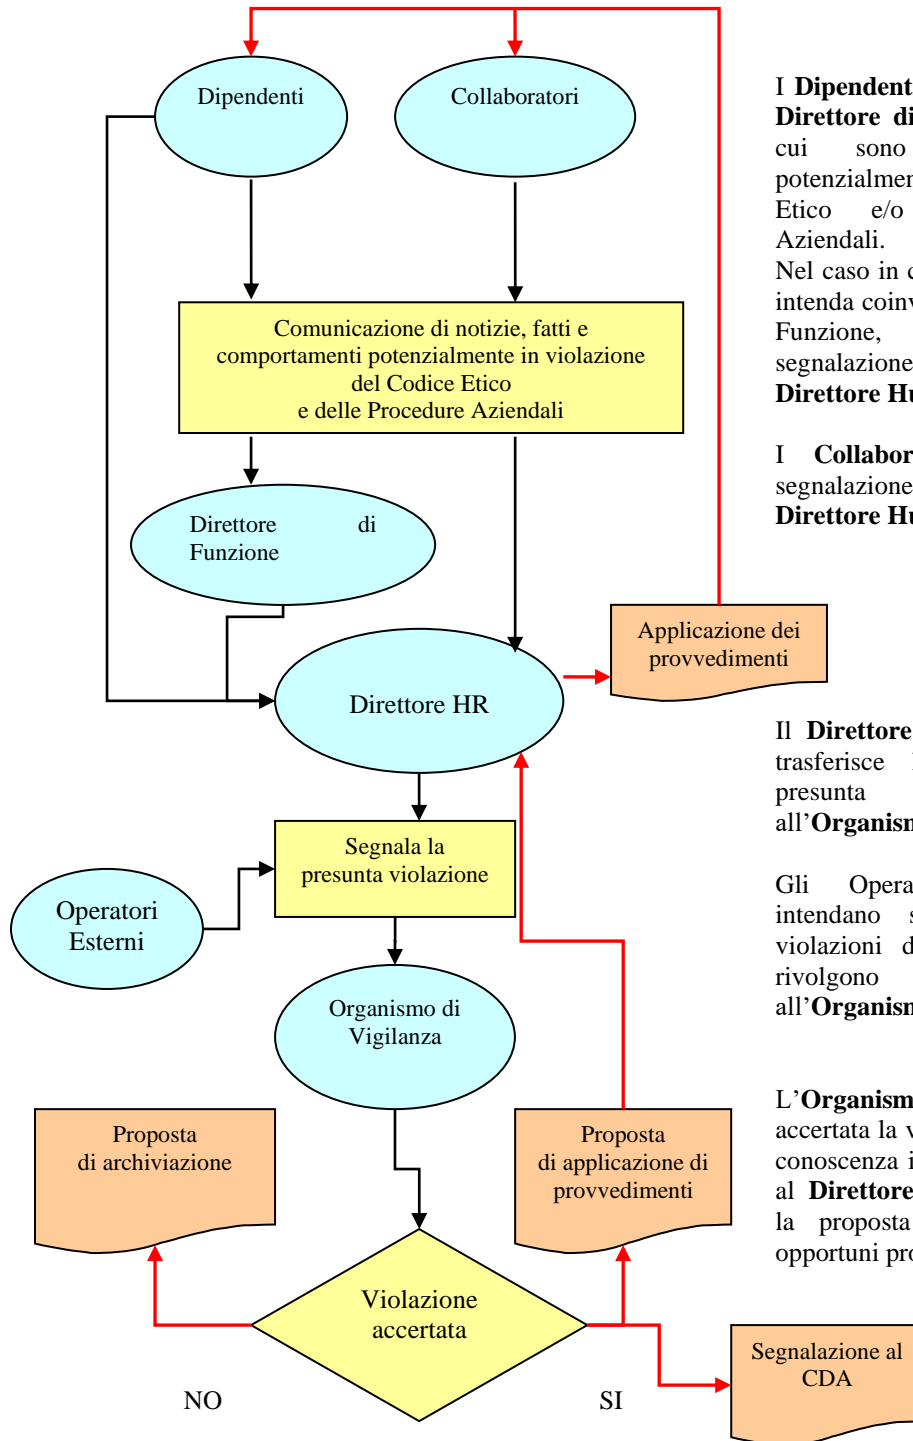 Dipendenti
Collaboratori
Comunicazione di notizie, fatti e
comportamenti potenzialmente in violazione
del Codice Etico
e delle Procedure Aziendali
Direttore di
Funzione
Applicazione dei
provvedimenti
Direttore HR
Segnala la
presunta violazione
Operatori
Esterni
Organismo di
Vigilanza
Proposta
di archiviazione
Proposta
di applicazione di
provvedimenti
Violazione
accertata
NO
SI
Segnalazione al
CDA
I Dipendent
Direttore di
cui sono
potenzialmen
Etico e/o
Aziendali.
Nel caso in c
intenda coinv
Funzione,
segnalazione
Direttore Hu
I Collabor
segnalazione
Direttore Hu
Il Direttore
trasferisce
presunta
all’Organism
Gli Opera
intendano s
violazioni d
rivolgono
all’Organism
L’Organism
accertata la v
conoscenza i
al Direttore
la proposta
opportuni pro